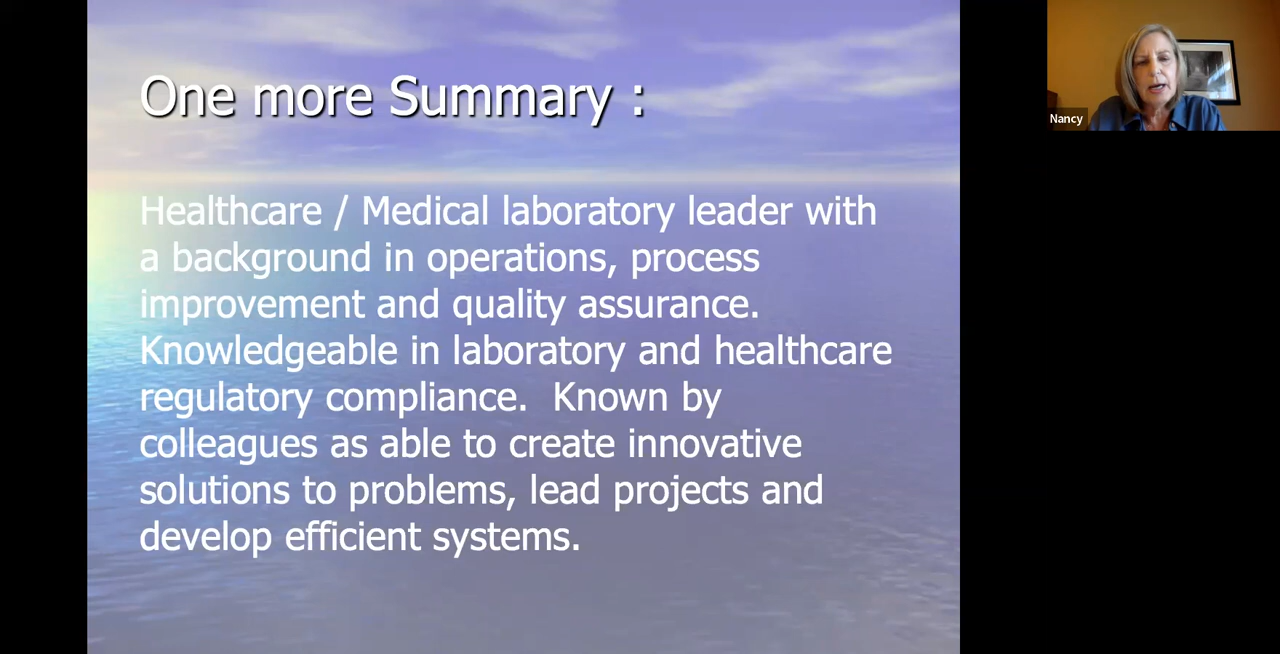 One more Summary :
Healthcare / Medical laboratory leader with
a background in operations, process
improvement and quality assurance.
Knowledgeable in laboratory and healthcare
regulatory compliance.  Known by
colleagues as able to create innovative
solutions to problems, lead projects and
develop efficient systems.
Nancy